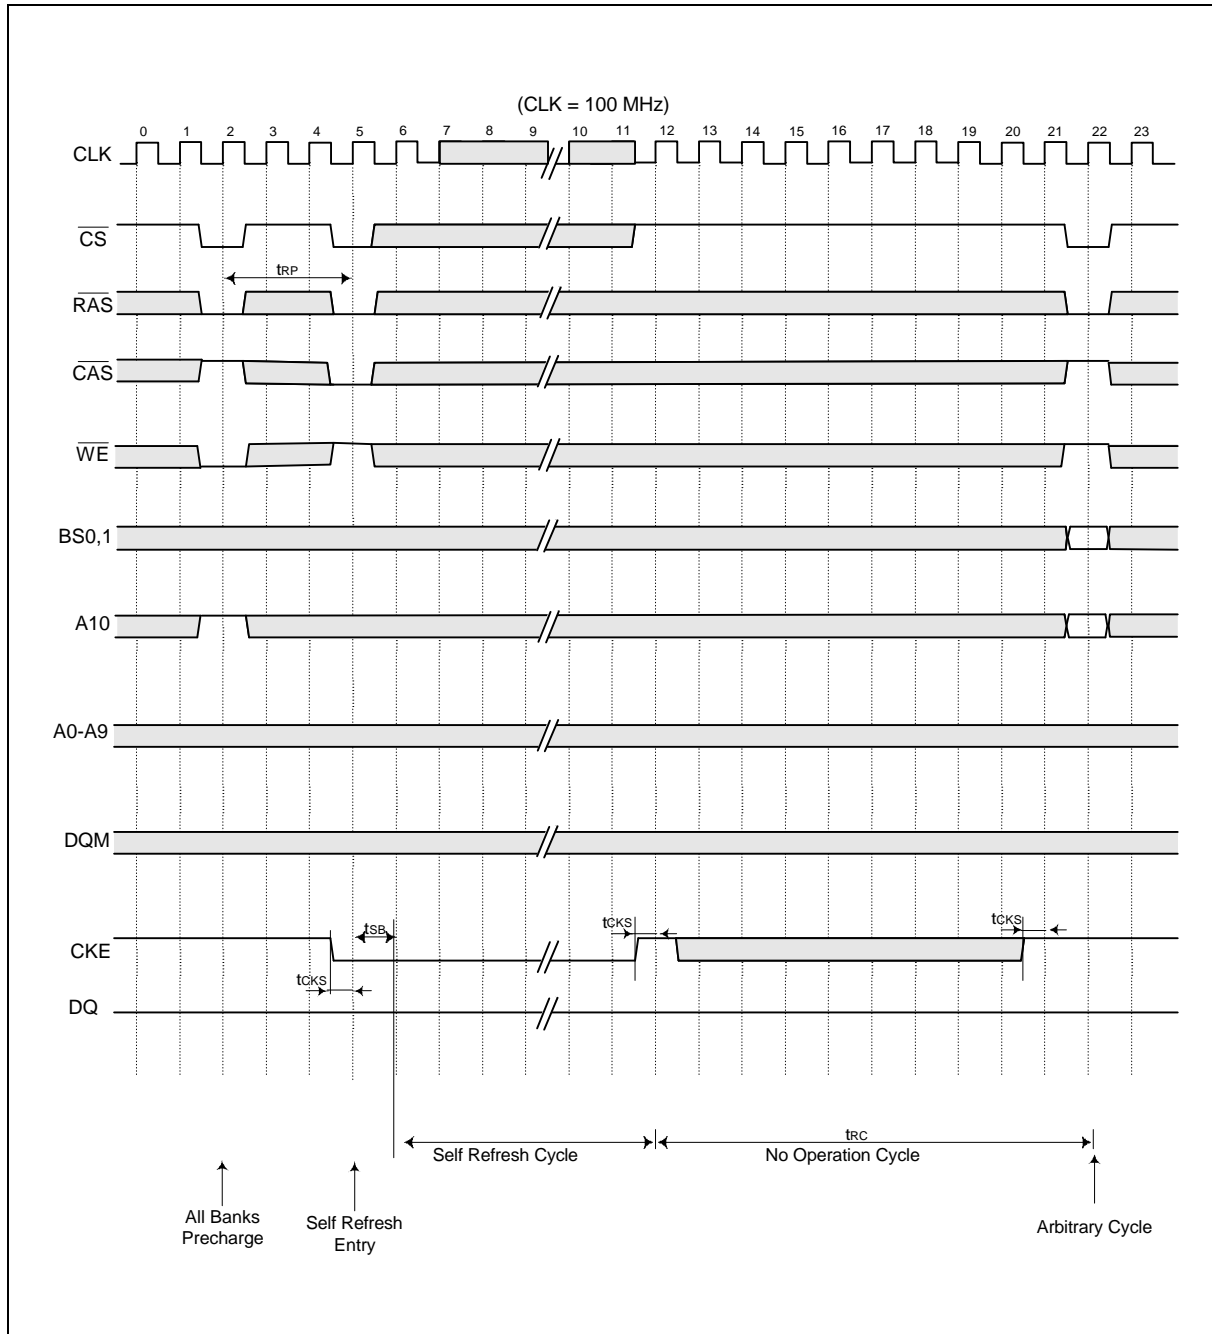 (CLK = 100 MHz)
0 1 2 3 4 5 6 7 8 9 10 11 12 13 14 15 16 17 18 19 20 21 22 23
CLK
CS
tRP
RAS
CAS
WE
BS0,1
A10
A0-A9
DQM
tSB
tCKS
tCKS
CKE
tCKS
DQ
tRC
Self Refresh Cycle
No Operation Cycle
All Banks
Precharge
Self Refresh
Entry
Arbitrary Cycle